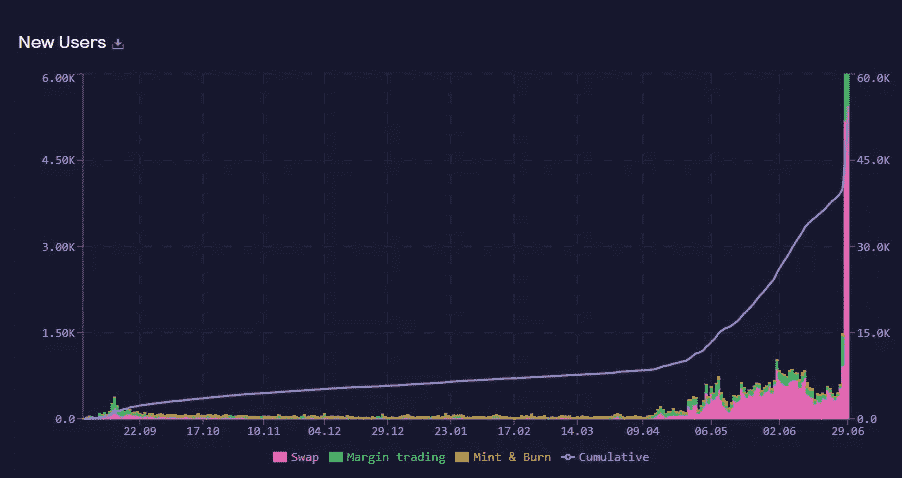 New Users
6.00K 60.0K
4.50K 45.0K
3.00K 30.0K
1.50K 15.0K
0.0 0.0
22.09 17.10 10.11 04.12 29.12 23.01 17.02 14.03 09.04 06.05 02.06 29.06
Swap Margin trading Mint & Burn Cumulative